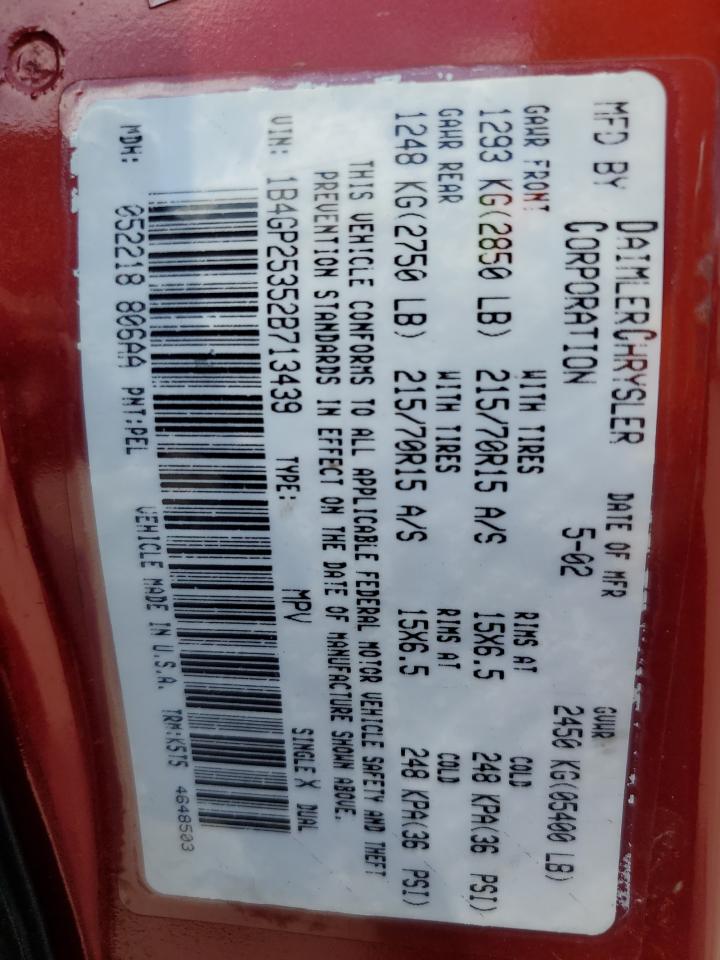 MFD BY DAIMLERCHRYSLER CORPORATION DATE OF MFR 5-02 GVWR 2450 KG(05400 LB)
GAWR FRONT WITH TIRES RIMS AT COLD
1293 KG(2850 LB) 215/70R15 A/S 15X6.5 248 KPA(36 PSI)
GAWR REAR WITH TIRES RIMS AT COLD
1248 KG(2750 LB) 215/70R15 A/S 15X6.5 248 KPA(36 PSI)
THIS VEHICLE CONFORMS TO ALL APPLICABLE FEDERAL MOTOR VEHICLE SAFETY AND THEFT
PREVENTION STANDARDS IN EFFECT ON THE DATE OF MANUFACTURE SHOWN ABOVE.
VIN: 1B4GP25352B713439 TYPE: MPV SINGLE X DUAL
MDH: 052218 806AA PNT:PEL VEHICLE MADE IN U.S.A. TRM:K5T5 4648503